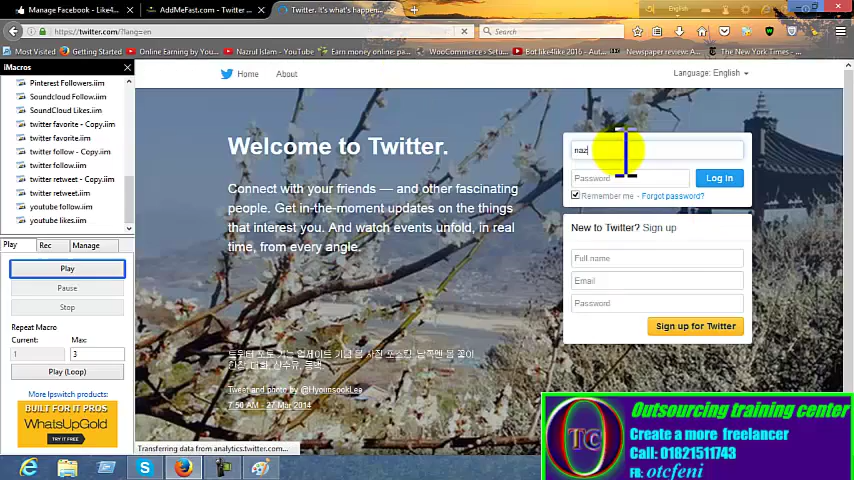 Manage Facebook - Like4...
AddMeFast.com - Twitter ...
Twitter. It's what's happen...
English
https://twitter.com/?lang=en
Search
Most Visited
Getting Started
Online Earning by You...
Nazrul Islam - YouTube
Earn money online: pa...
WooCommerce › Setu...
Bot like4like 2016 - Aut...
Newspaper review: A...
The New York Times ...
iMacros
Pinterest Followers.iim
Soundcloud Follow.iim
SoundCloud Likes.iim
twitter favorite - Copy.iim
twitter favorite.iim
twitter follow - Copy.iim
twitter follow.iim
twitter retweet - Copy.iim
twitter retweet.iim
youtube follow.iim
youtube likes.iim
Play
Rec
Manage
Play
Pause
Stop
Repeat Macro
Current:
Max:
1
3
Play (Loop)
More Ipswitch products
BUILT FOR IT PROS
WhatsUpGold
TRY IT FREE
Home
About
Language: English
Welcome to Twitter.
Connect with your friends — and other fascinating
people. Get in-the-moment updates on the things
that interest you. And watch events unfold, in real
time, from every angle.
Tweet and photo by @HyounsookLee
7:50 AM - 27 Mar 2014
naz
Password
Log in
Remember me
Forgot password?
New to Twitter? Sign up
Full name
Email
Password
Sign up for Twitter
Transferring data from analytics.twitter.com...
OTC
Outsourcing training center
Create a more freelancer
Call: 01821511743
FB: otcfeni